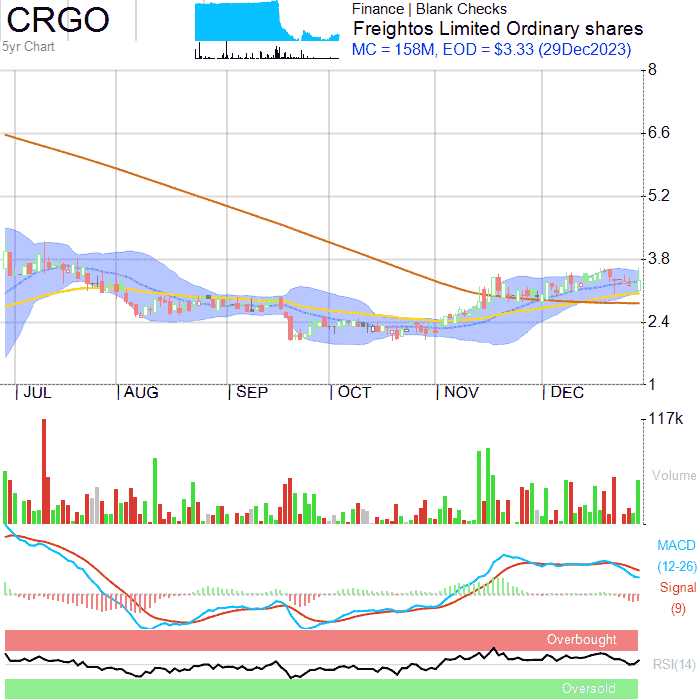 CRGO
5yr Chart
Finance | Blank Checks
Freightos Limited Ordinary shares
MC = 158M, EOD = $3.33 (29Dec2023)
8
6.6
5.2
3.8
2.4
1
JUL AUG SEP OCT NOV DEC
117k
Volume
MACD
(12-26)
Signal
(9)
Overbought
RSI(14)
Oversold